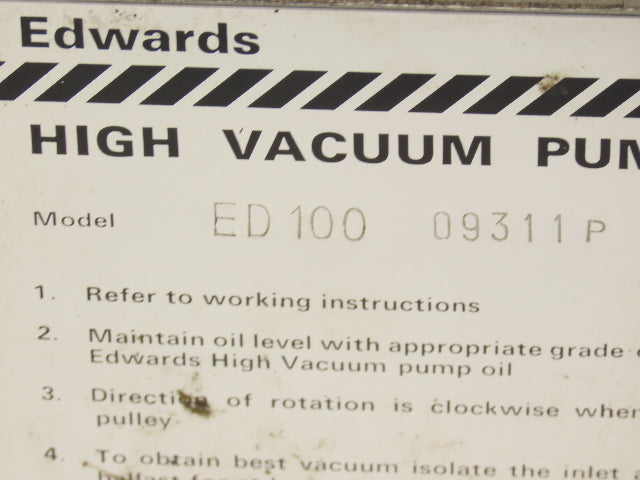 Edwards
HIGH VACUUM
Model ED 100 09311 P
1. Refer to working instructions
2. Maintain oil level with appropriate grade
Edwards High Vacuum pump oil
3. Direction of rotation is clockwise when
pulley
4. To obtain best vacuum isolate the inlet